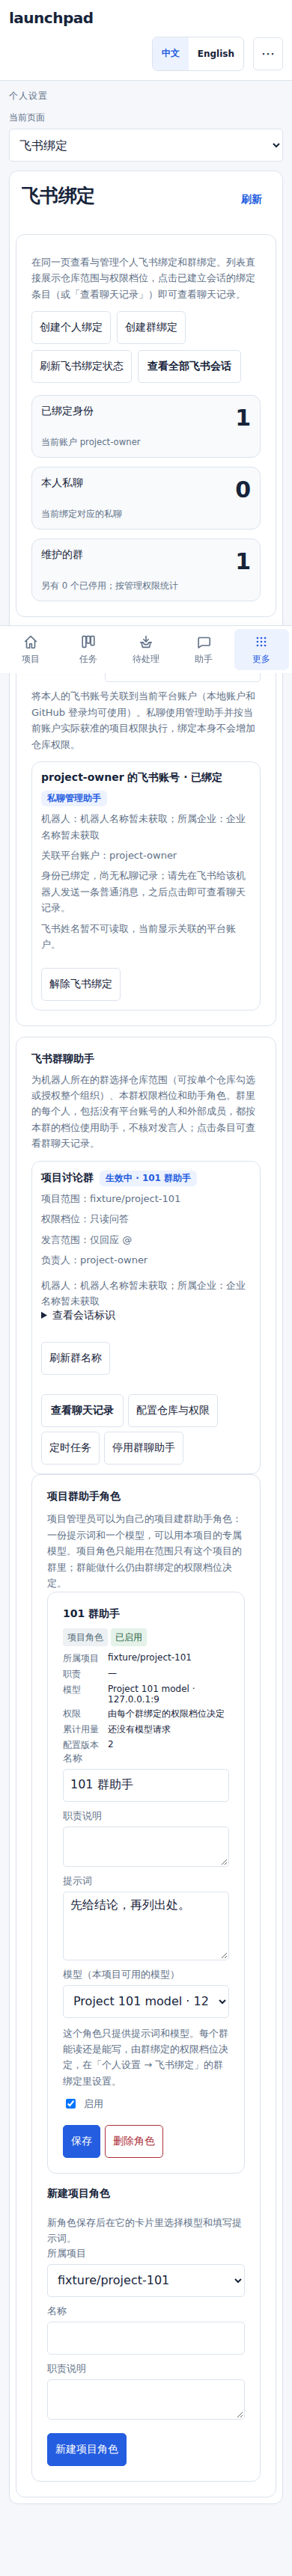 launchpad
中文
English
...
个人设置
当前页面
飞书绑定
飞书绑定
刷新
在同一页查看与管理个人飞书绑定和群绑定。列表直
接展示仓库范围与权限档位，点击已建立会话的绑定
条目（或「查看聊天记录」）即可查看聊天记录。
创建个人绑定
创建群绑定
刷新飞书绑定状态
查看全部飞书会话
已绑定身份
1
当前账户 project-owner
本人私聊
0
当前绑定对应的私聊
维护的群
1
另有 0 个已停用；按管理权限统计
项目
任务
待处理
助手
更多
将本人的飞书账号关联到当前平台账户（本地账户和
GitHub 登录均可使用）。私聊使用管理助手并按当
前账户实际获准的项目权限执行，绑定本身不会增加
仓库权限。
project-owner 的飞书账号 · 已绑定
私聊管理助手
机器人：机器人名称暂未获取；所属企业：企业
名称暂未获取
关联平台账户：project-owner
身份已绑定，尚无私聊记录；请先在飞书给该机
器人发送一条普通消息，之后点击即可查看聊天
记录。
飞书姓名暂不可读取，当前显示关联的平台账
户。
解除飞书绑定
飞书群聊助手
为机器人所在的群选择仓库范围（可按单个仓库勾选
或授权整个组织）、本群权限档位和助手角色。群里
的每个人，包括没有平台账号的人和外部成员，都按
本群的档位使用助手，不核对发言人；点击条目可查
看群聊天记录。
项目讨论群
生效中 · 101 群助手
项目范围：fixture/project-101
权限档位：只读问答
发言范围：仅回应 @
负责人：project-owner
机器人：机器人名称暂未获取；所属企业：企业
名称暂未获取
▶ 查看会话标识
刷新群名称
查看聊天记录
配置仓库与权限
定时任务
停用群聊助手
项目群助手角色
项目管理员可以为自己的项目建群助手角色：
一份提示词和一个模型，可以用本项目的专属
模型。项目角色只能用在范围只有这个项目的
群里；群能做什么仍由群绑定的权限档位决
定。
101 群助手
项目角色
已启用
所属项目 fixture/project-101
职责 —
模型 Project 101 model ·
127.0.0.1:9
权限 由每个群绑定的权限档位决定
累计用量 还没有模型请求
配置版本 2
名称
101 群助手
职责说明
提示词
先给结论，再列出处。
模型（本项目可用的模型）
Project 101 model · 12
这个角色只提供提示词和模型。每个群
能读还是能写，由群绑定的权限档位决
定，在「个人设置 → 飞书绑定」的群
绑定里设置。
启用
保存
删除角色
新建项目角色
新角色保存后在它的卡片里选择模型和填写提
示词。
所属项目
fixture/project-101
名称
职责说明
新建项目角色